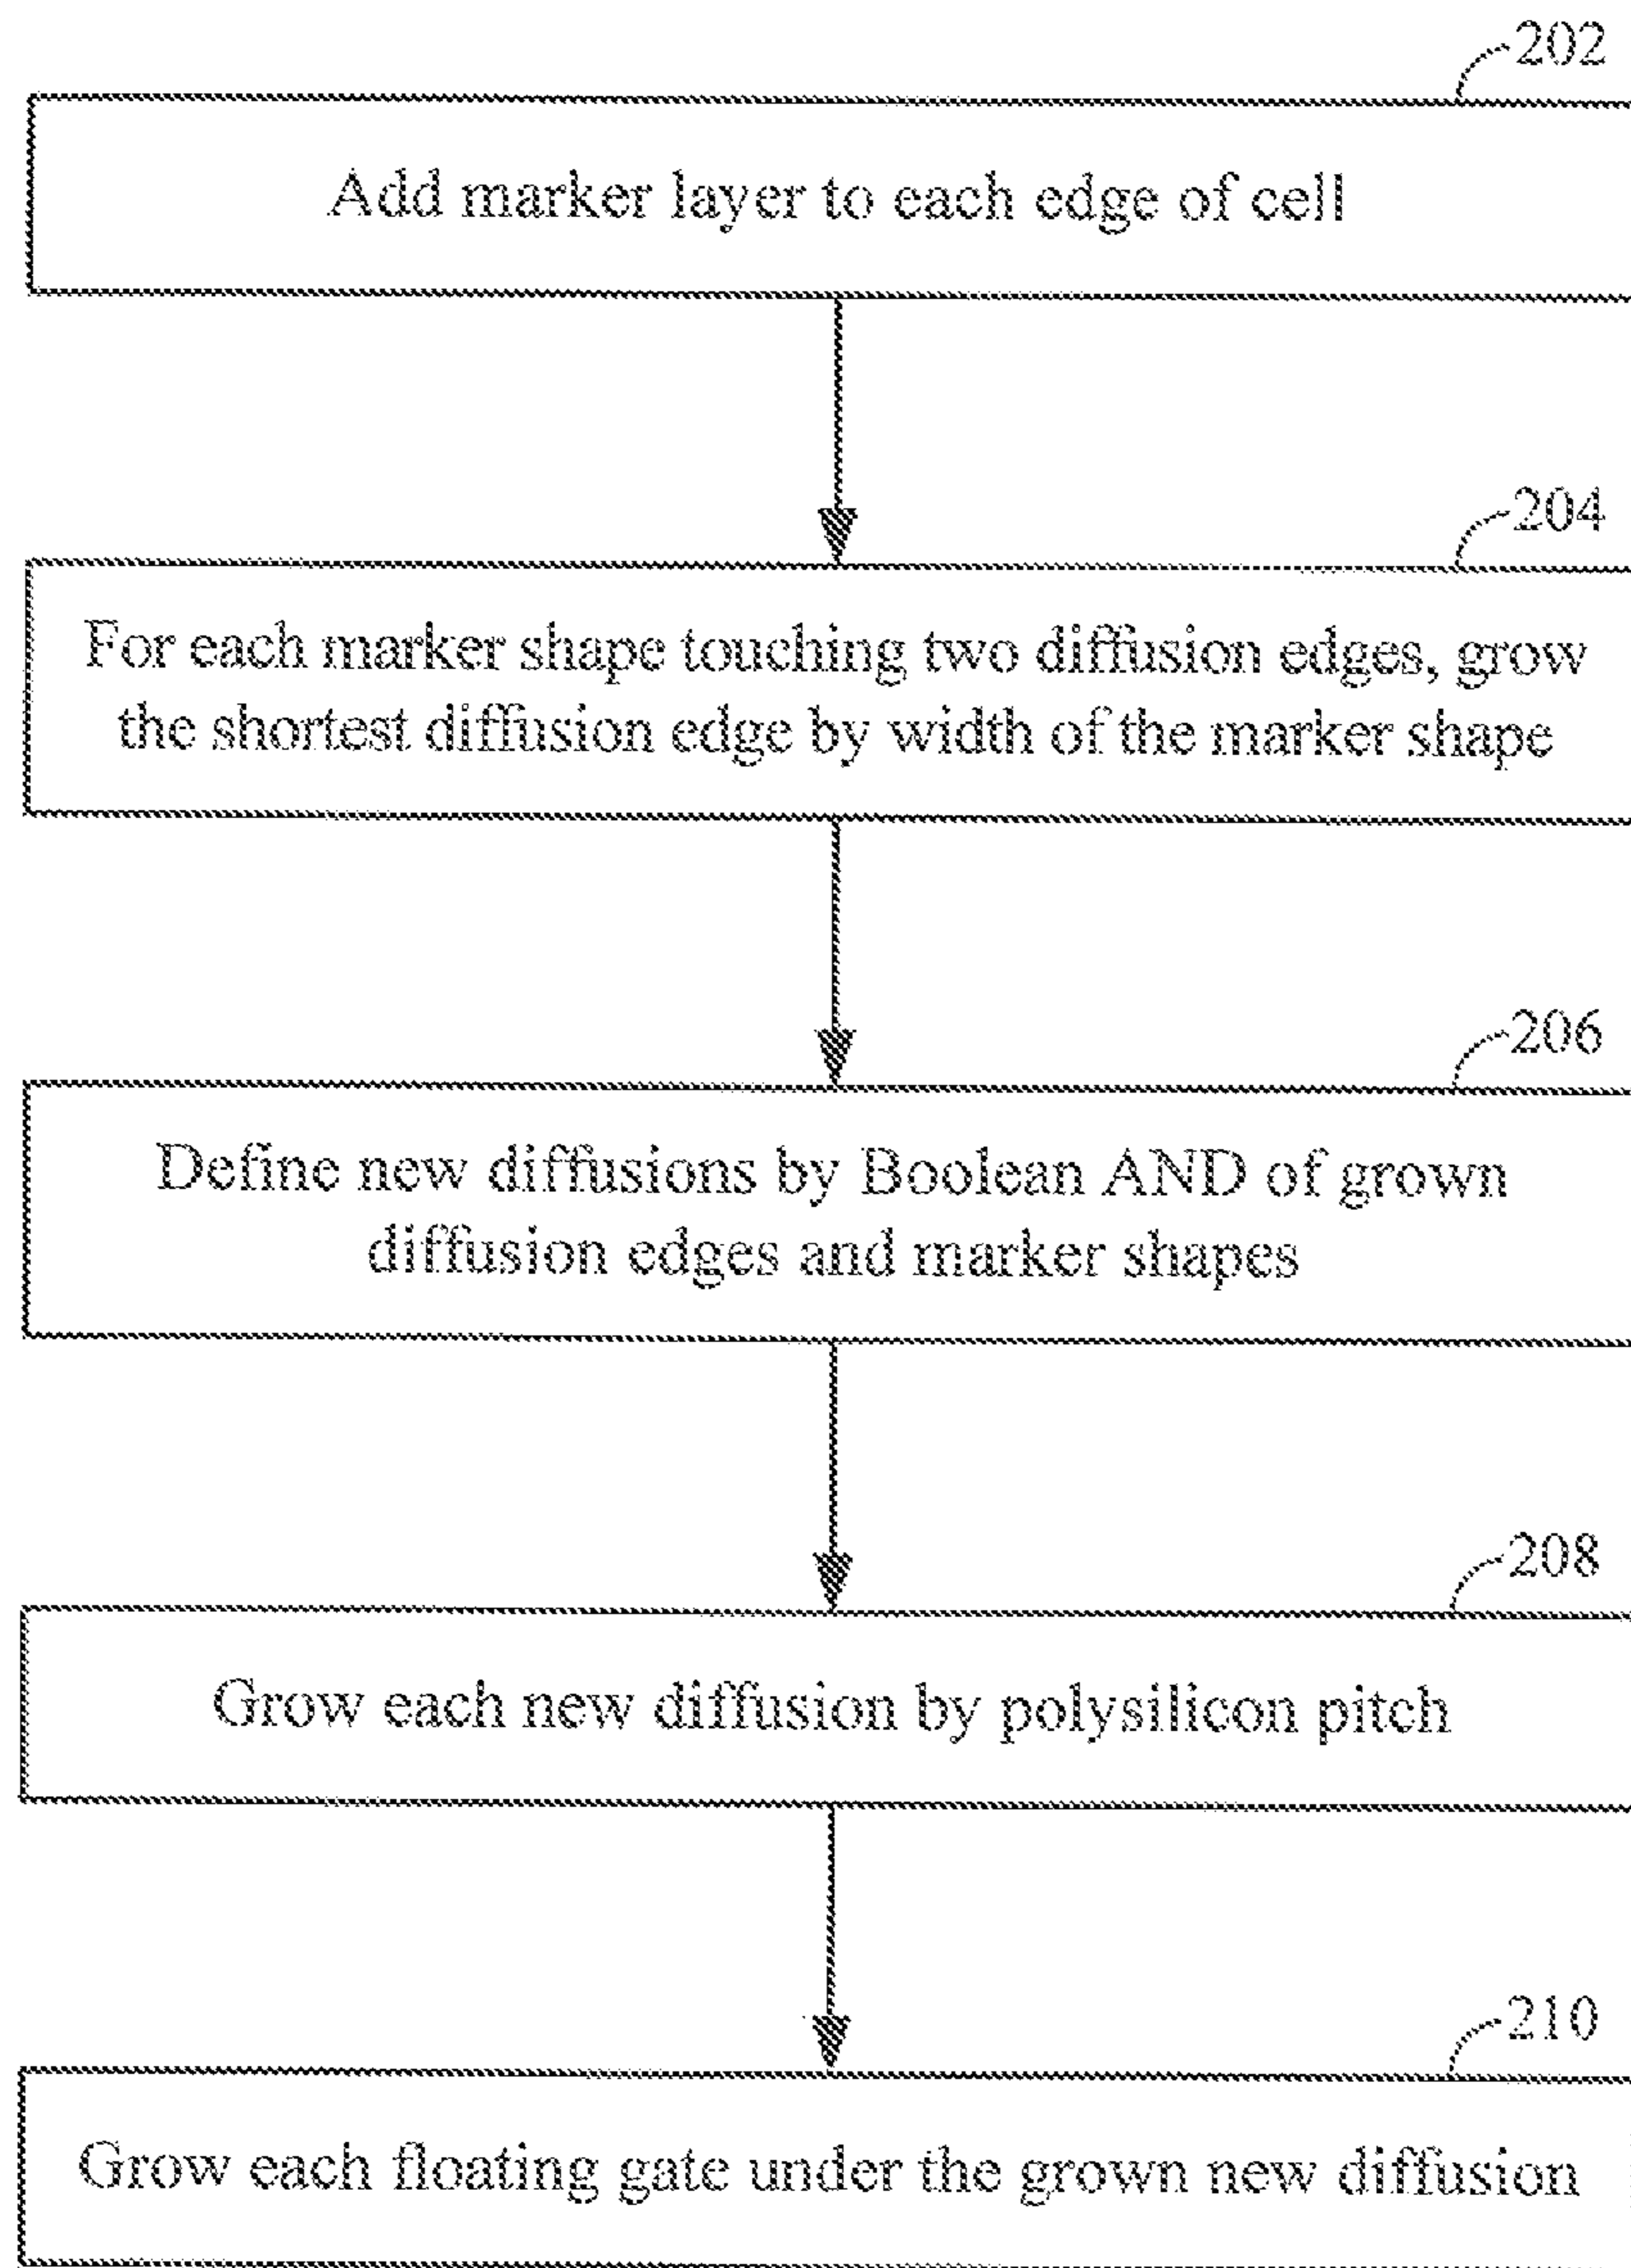 202
Add marker layer to each edge of cell
204
For each marker shape touching two diffusion edges, grow
the shortest diffusion edge by width of the marker shape
206
Define new diffusions by Boolean AND of grown
diffusion edges and marker shapes
208
Grow each new diffusion by polysilicon pitch
210
Grow each floating gate under the grown new diffusion